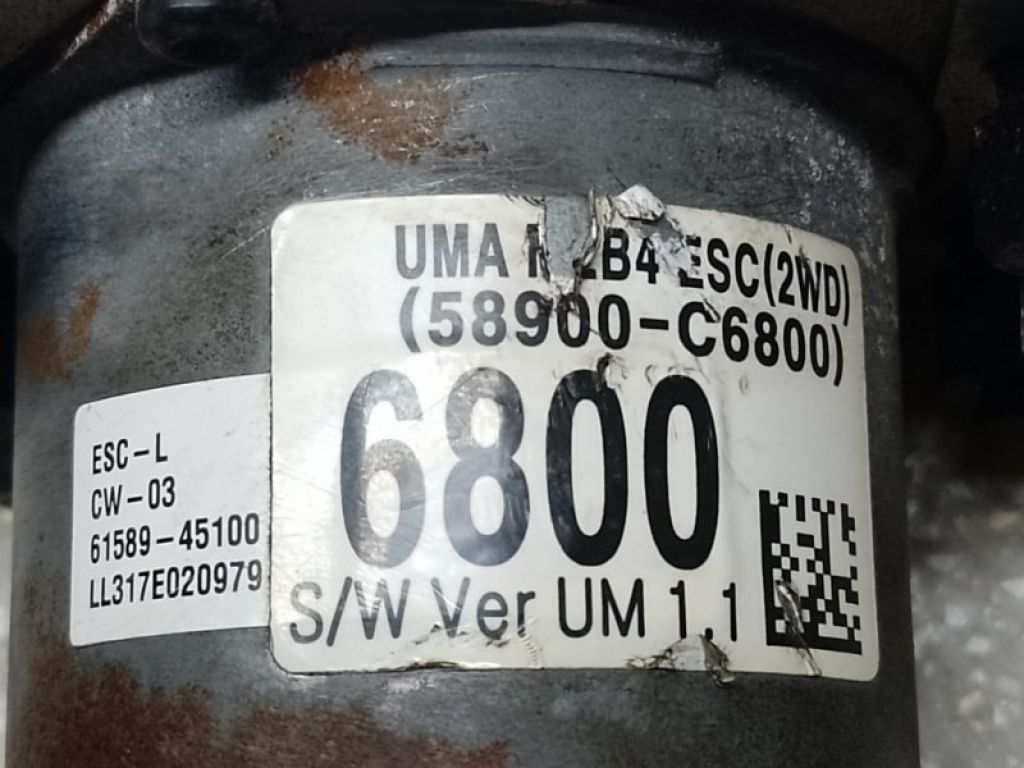 UMA ESC(2WD)
(58900-C6800)
6800
S/W Ver UM 1.1
ESC-L
CW-03
61589-45100
LL317E020979